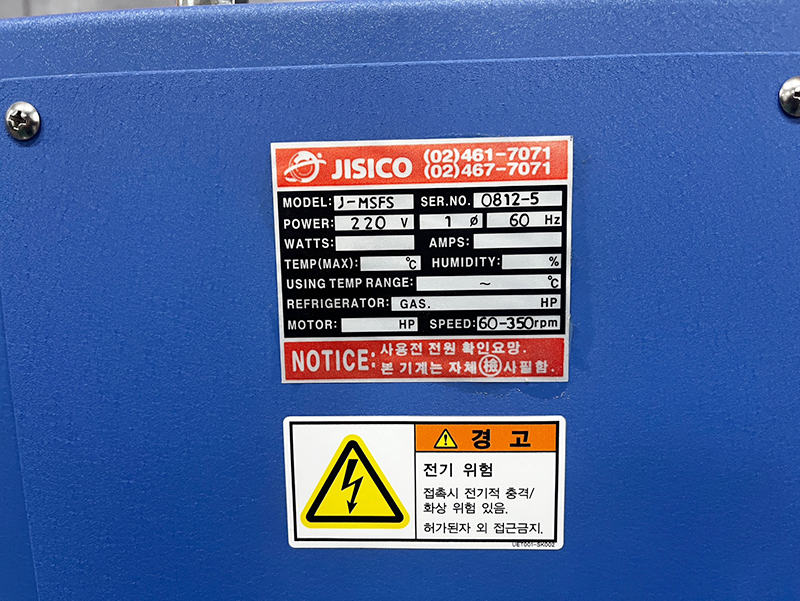 JISICO (02)461-7071
(02)467-7071
MODEL: J-MSFS SER.NO. 0812-5
POWER: 220 V 1 ø 60 Hz
WATTS: AMPS:
TEMP(MAX): ℃ HUMIDITY: %
USING TEMP RANGE: ~ ℃
REFRIGERATOR: GAS. HP
MOTOR: HP SPEED: 60-350rpm
NOTICE: 사용전 전원 확인요망.
본 기계는 자체 檢 사필함.
경 고
전기 위험
접촉시 전기적 충격/
화상 위험 있음.
허가된자 외 접근금지.
UET001-SK002